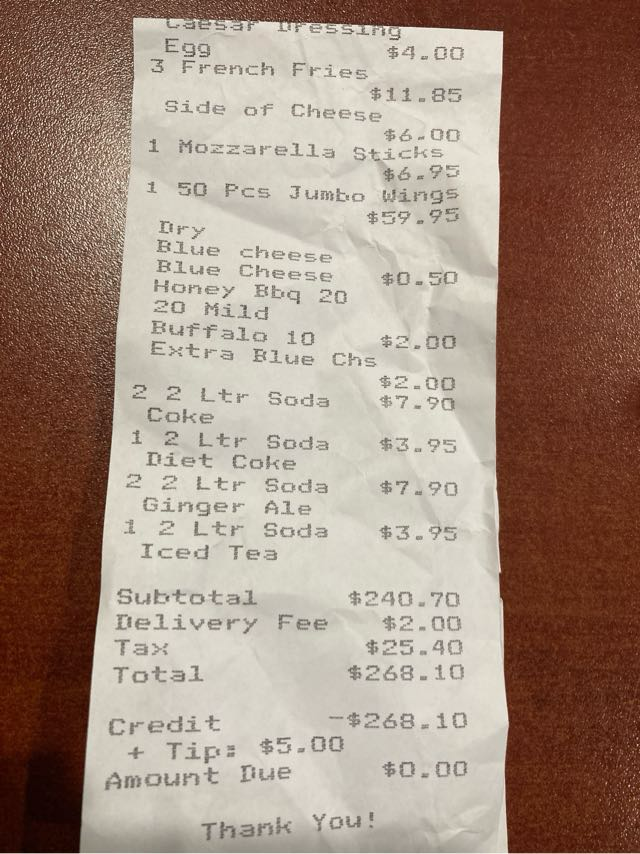 Caesar Dressing
Egg $4.00
3 French Fries
$11.85
Side of Cheese
$6.00
1 Mozzarella Sticks
$6.95
1 50 Pcs Jumbo Wings
$59.95
Dry
Blue cheese
Blue Cheese $0.50
Honey Bbq 20
20 Mild
Buffalo 10 $2.00
Extra Blue Chs
$2.00
2 2 Ltr Soda $7.90
Coke
1 2 Ltr Soda $3.95
Diet Coke
2 2 Ltr Soda $7.90
Ginger Ale
1 2 Ltr Soda $3.95
Iced Tea
Subtotal $240.70
Delivery Fee $2.00
Tax $25.40
Total $268.10
Credit -$268.10
+ Tip: $5.00
Amount Due $0.00
Thank You!